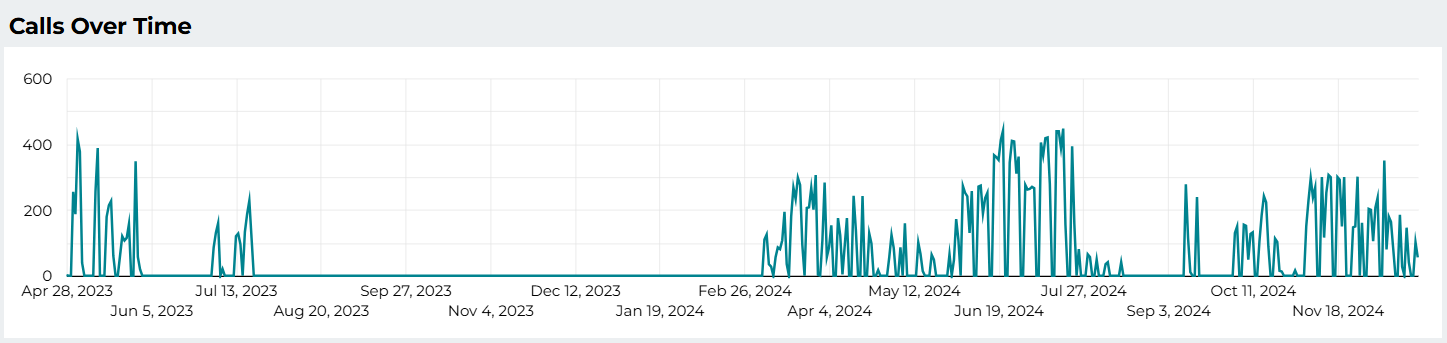 Calls Over Time
600
400
200
0
Apr 28, 2023 Jul 13, 2023 Sep 27, 2023 Dec 12, 2023 Feb 26, 2024 May 12, 2024 Jul 27, 2024 Oct 11, 2024
Jun 5, 2023 Aug 20, 2023 Nov 4, 2023 Jan 19, 2024 Apr 4, 2024 Jun 19, 2024 Sep 3, 2024 Nov 18, 2024